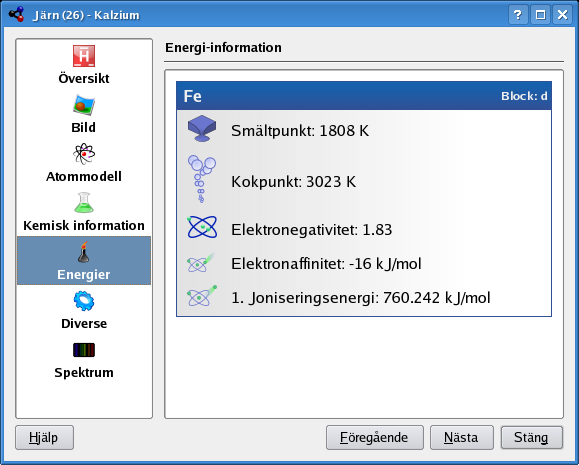 Järn (26) - Kalzium
Energi-information
H
Översikt
Bild
Atommodell
Kemisk information
Energier
Diverse
Spektrum
Fe Block: d
Smältpunkt: 1808 K
Kokpunkt: 3023 K
Elektronegativitet: 1.83
Elektronaffinitet: -16 kJ/mol
1. Joniseringsenergi: 760.242 kJ/mol
Hjälp
Föregående
Nästa
Stäng